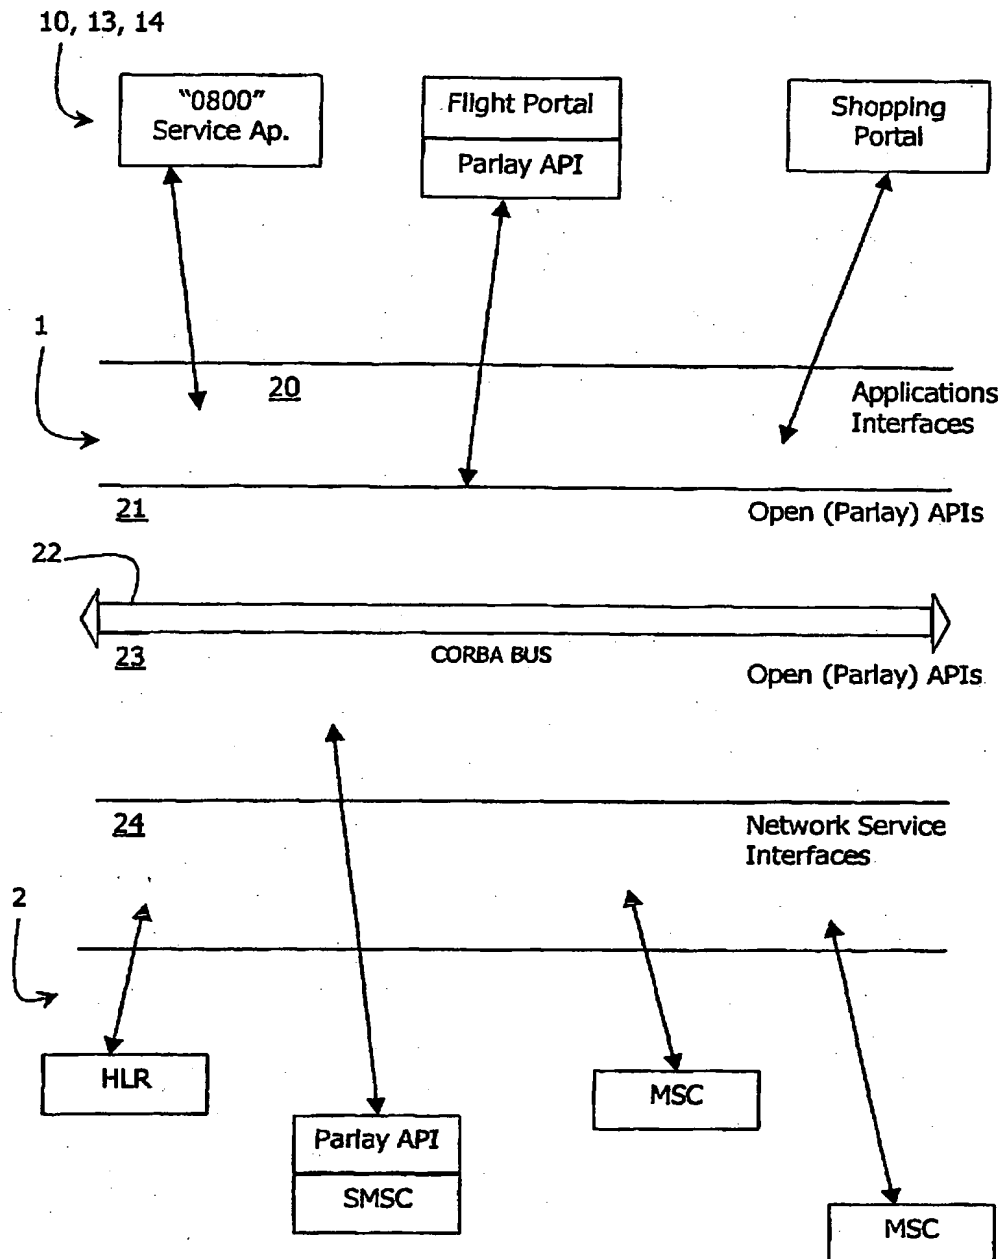 10, 13, 14
"0800"
Service Ap.
Flight Portal
Parlay API
Shopping
Portal
1
20
Applications
Interfaces
21
Open (Parlay) APIs
22
23
CORBA BUS
Open (Parlay) APIs
24
Network Service
Interfaces
2
HLR
Parlay API
SMSC
MSC
MSC